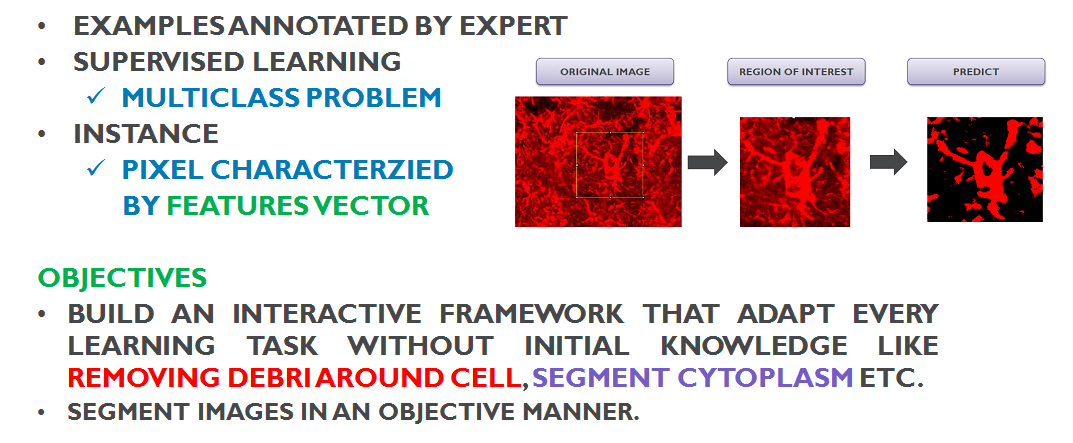 • EXAMPLES ANNOTATED BY EXPERT
• SUPERVISED LEARNING
✓ MULTICLASS PROBLEM
• INSTANCE
✓ PIXEL CHARACTERZIED
BY FEATURES VECTOR
ORIGINAL IMAGE
REGION OF INTEREST
PREDICT
OBJECTIVES
• BUILD AN INTERACTIVE FRAMEWORK THAT ADAPT EVERY
LEARNING TASK WITHOUT INITIAL KNOWLEDGE LIKE
REMOVING DEBRI AROUND CELL, SEGMENT CYTOPLASM ETC.
• SEGMENT IMAGES IN AN OBJECTIVE MANNER.